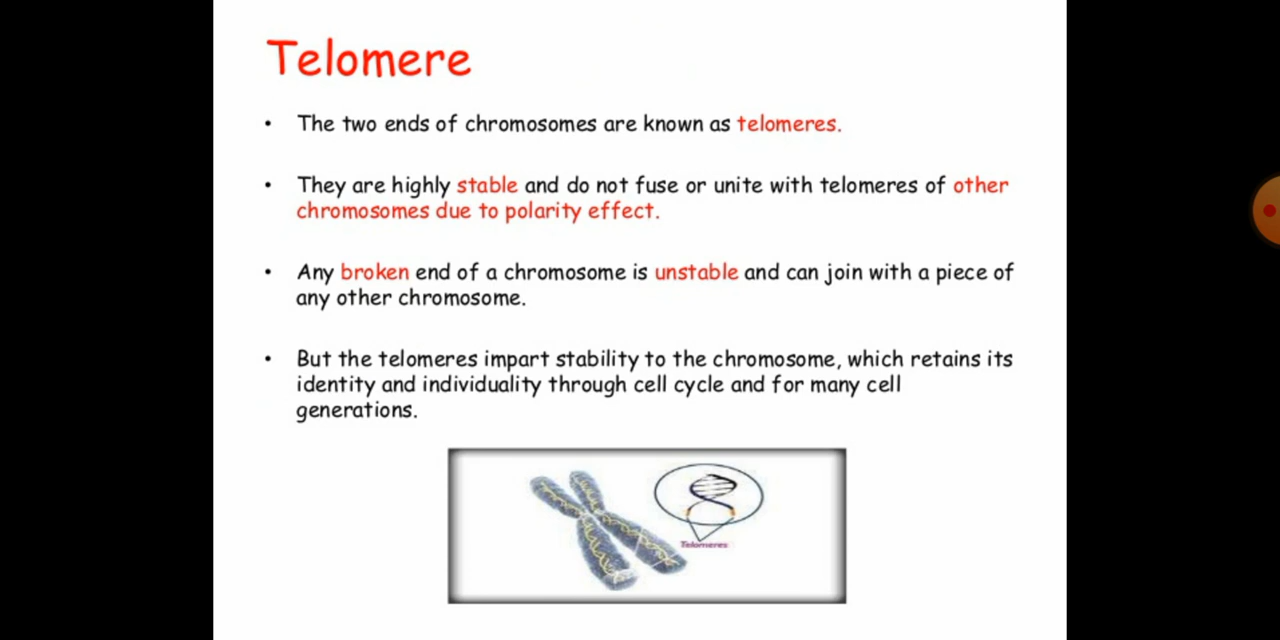 Telomere
• The two ends of chromosomes are known as telomeres.
• They are highly stable and do not fuse or unite with telomeres of other
chromosomes due to polarity effect.
• Any broken end of a chromosome is unstable and can join with a piece of
any other chromosome.
• But the telomeres impart stability to the chromosome, which retains its
identity and individuality through cell cycle and for many cell
generations.
Telomeres